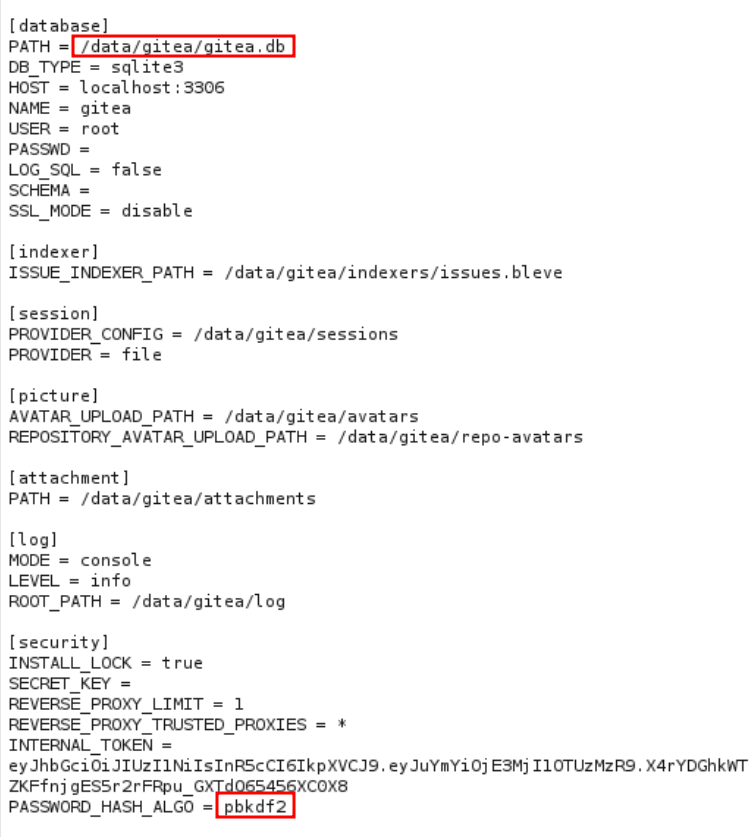 [database]
PATH = /data/gitea/gitea.db
DB_TYPE = sqlite3
HOST = localhost:3306
NAME = gitea
USER = root
PASSWD =
LOG_SQL = false
SCHEMA =
SSL_MODE = disable
[indexer]
ISSUE_INDEXER_PATH = /data/gitea/indexers/issues.bleve
[session]
PROVIDER_CONFIG = /data/gitea/sessions
PROVIDER = file
[picture]
AVATAR_UPLOAD_PATH = /data/gitea/avatars
REPOSITORY_AVATAR_UPLOAD_PATH = /data/gitea/repo-avatars
[attachment]
PATH = /data/gitea/attachments
[log]
MODE = console
LEVEL = info
ROOT_PATH = /data/gitea/log
[security]
INSTALL_LOCK = true
SECRET_KEY =
REVERSE_PROXY_LIMIT = 1
REVERSE_PROXY_TRUSTED_PROXIES = *
INTERNAL_TOKEN =
eyJhbGciOiJIUzI1NiIsInR5cCI6IkpXVCJ9.eyJuYmYiOjE3MjI1OTUzMzR9.X4rYDGhkWT
ZKFfnjgES5r2rFRpu_GXTdQ65456XC0X8
PASSWORD_HASH_ALGO = pbkdf2